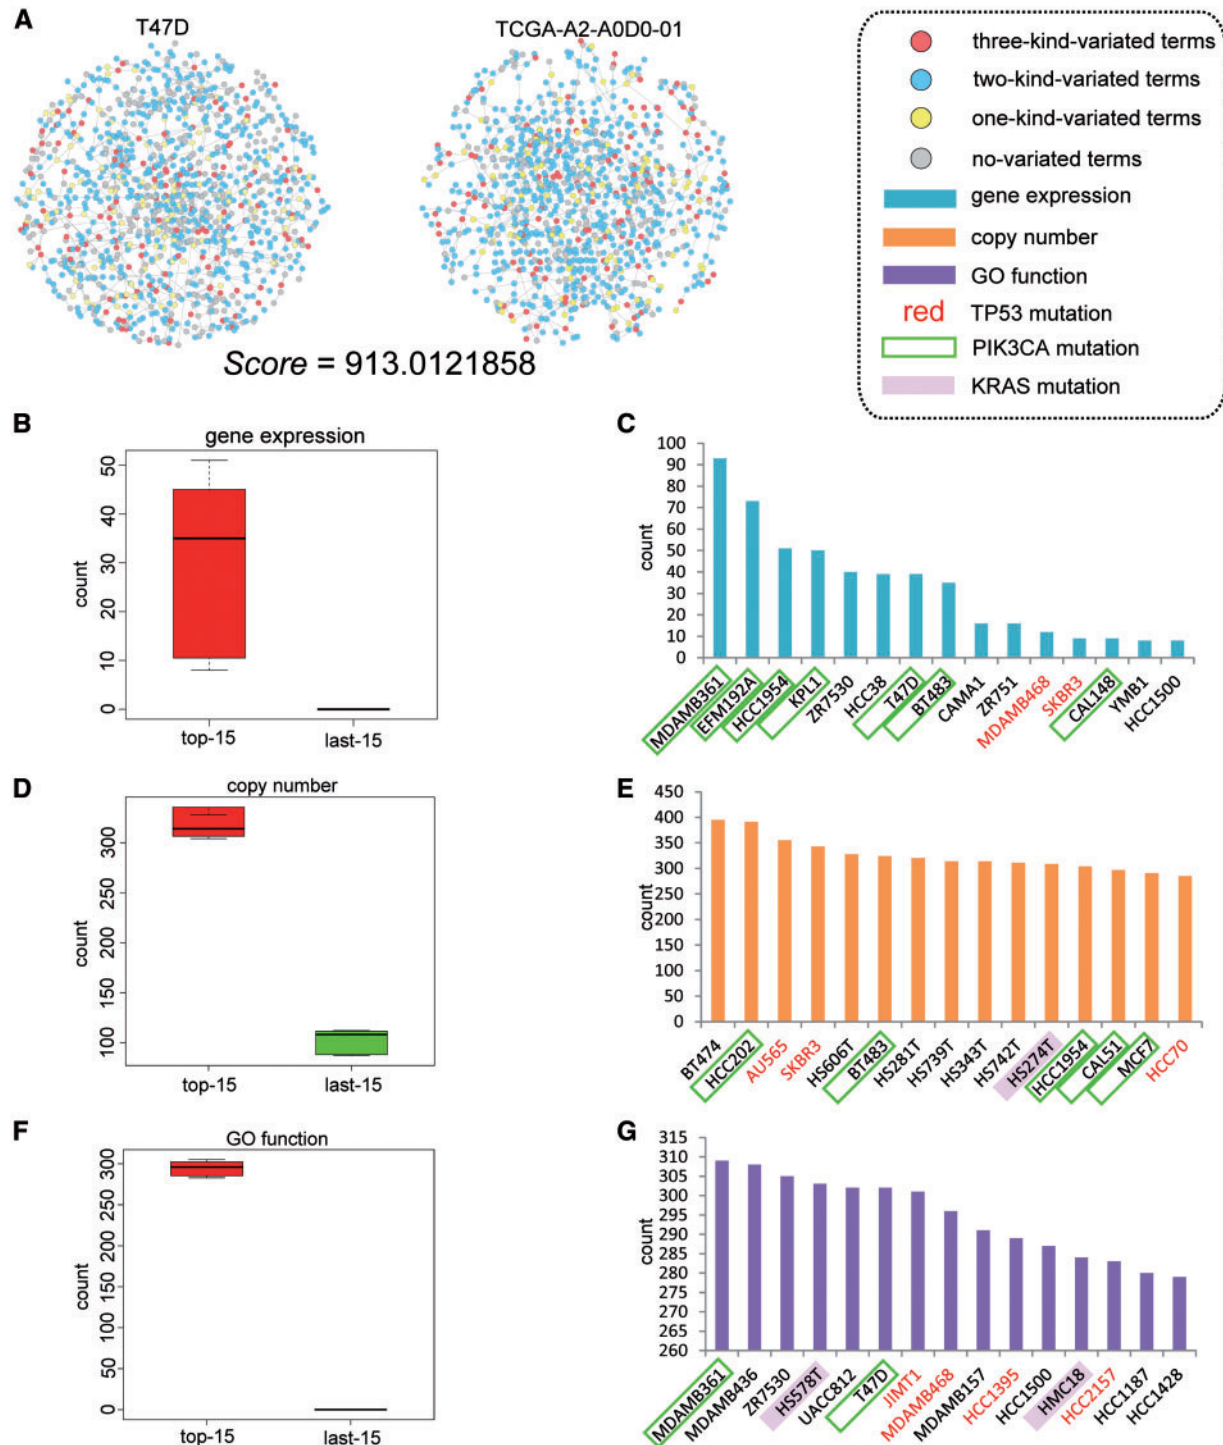 A
T47D
TCGA-A2-A0D0-01
Score = 913.0121858
three-kind-variated terms
two-kind-variated terms
one-kind-variated terms
no-variated terms
gene expression
copy number
GO function
red TP53 mutation
PIK3CA mutation
KRAS mutation
B
gene expression
count
50
40
30
20
10
0
top-15
last-15
C
count
100
90
80
70
60
50
40
30
20
10
0
MDAMB361
EFM192A
HCC1954
KPL1
ZR7530
HCC38
T47D
BT483
CAMA1
ZR751
MDAMB468
SKBR3
CAL148
YMB1
HCC1500
D
copy number
count
300
250
200
150
100
top-15
last-15
E
count
450
400
350
300
250
200
150
100
50
0
BT474
HCC202
AU565
SKBR3
HS606T
BT483
HS281T
HS739T
HS343T
HS742T
HS274T
HCC1954
CAL51
MCF7
HCC70
F
GO function
count
300
250
200
150
100
50
0
top-15
last-15
G
count
315
310
305
300
295
290
285
280
275
270
265
260
MDAMB361
MDAMB436
ZR7530
HS578T
UACC812
T47D
JIMT1
MDAMB468
MDAMB157
HCC1395
HCC1500
HMC18
HCC2157
HCC1187
HCC1428